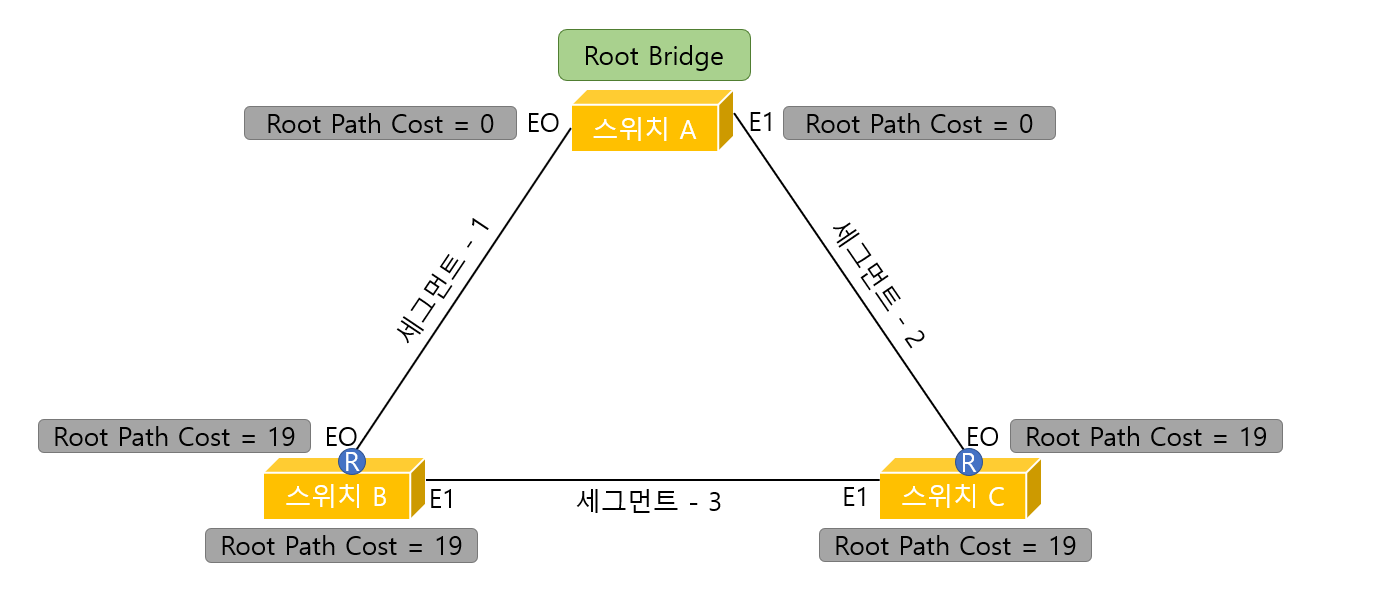 Root Bridge
Root Path Cost = 0
EO
스위치 A
E1
Root Path Cost = 0
세그먼트 - 1
세그먼트 - 2
Root Path Cost = 19
EO
R
EO
R
Root Path Cost = 19
스위치 B
E1
세그먼트 - 3
E1
스위치 C
Root Path Cost = 19
Root Path Cost = 19